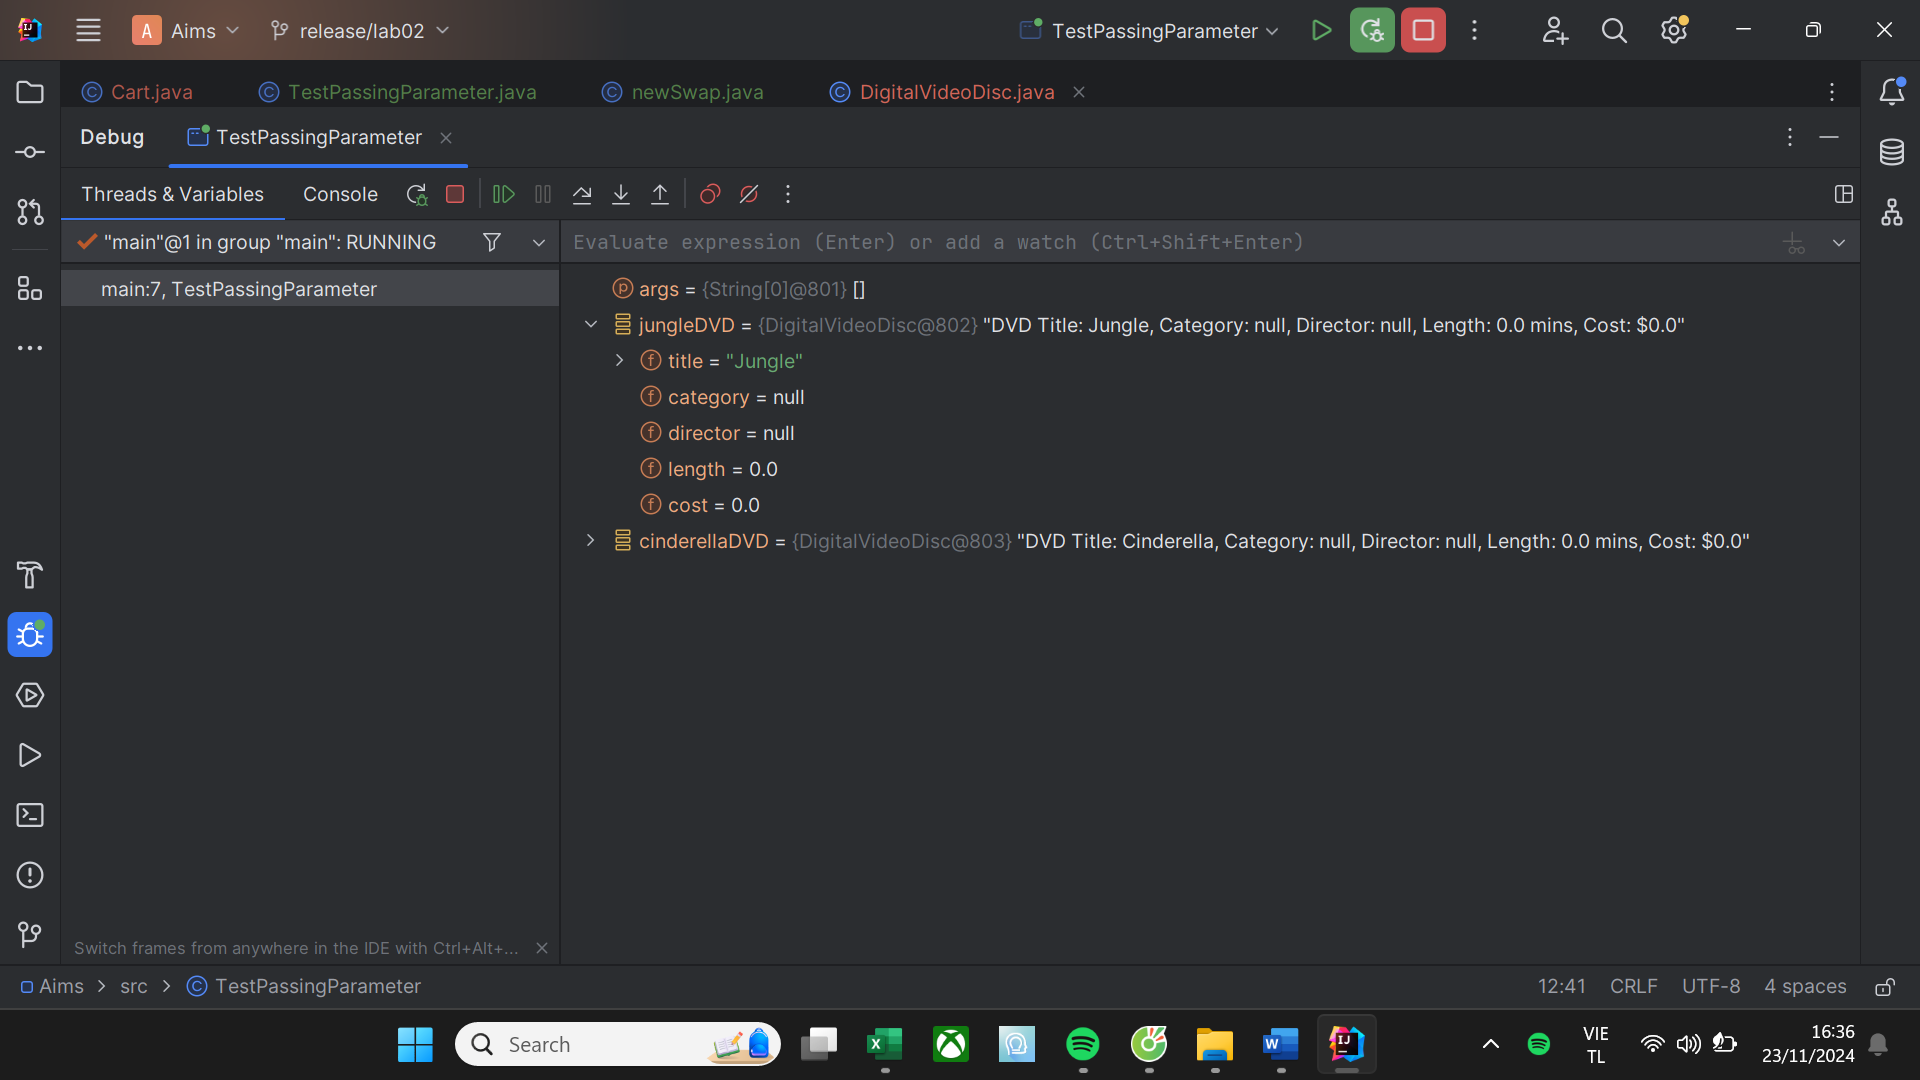 A Aims release/lab02 TestPassingParameter
Cart.java TestPassingParameter.java newSwap.java DigitalVideoDisc.java
Debug TestPassingParameter
Threads & Variables Console
"main"@1 in group "main": RUNNING
Evaluate expression (Enter) or add a watch (Ctrl+Shift+Enter)
main:7, TestPassingParameter
args = {String[0]@801} []
jungleDVD = {DigitalVideoDisc@802} "DVD Title: Jungle, Category: null, Director: null, Length: 0.0 mins, Cost: $0.0"
title = "Jungle"
category = null
director = null
length = 0.0
cost = 0.0
cinderellaDVD = {DigitalVideoDisc@803} "DVD Title: Cinderella, Category: null, Director: null, Length: 0.0 mins, Cost: $0.0"
Switch frames from anywhere in the IDE with Ctrl+Alt+...
Aims > src > TestPassingParameter
12:41 CRLF UTF-8 4 spaces
Search
VIE
TL
16:36
23/11/2024